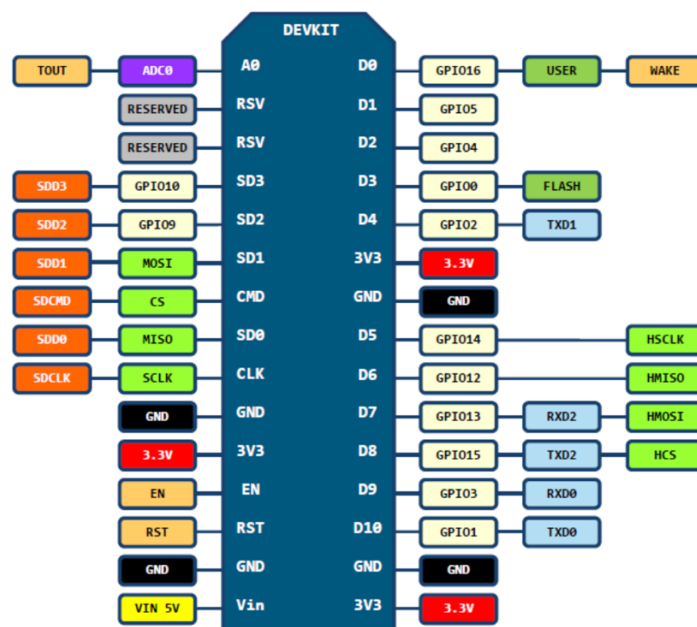 DEVKIT
TOUT ADC0 A0 D0 GPIO16 USER WAKE
RESERVED RSV D1 GPIO5
RESERVED RSV D2 GPIO4
SDD3 GPIO10 SD3 D3 GPIO0 FLASH
SDD2 GPIO9 SD2 D4 GPIO2 TXD1
SDD1 MOSI SD1 3V3 3.3V
SDCMD CS CMD GND GND
SDD0 MISO SD0 D5 GPIO14 HSCLK
SDCLK SCLK CLK D6 GPIO12 HMISO
GND GND D7 GPIO13 RXD2 HMOSI
3.3V 3V3 D8 GPIO15 TXD2 HCS
EN EN D9 GPIO3 RXD0
RST RST D10 GPIO1 TXD0
GND GND GND GND
VIN 5V Vin 3V3 3.3V